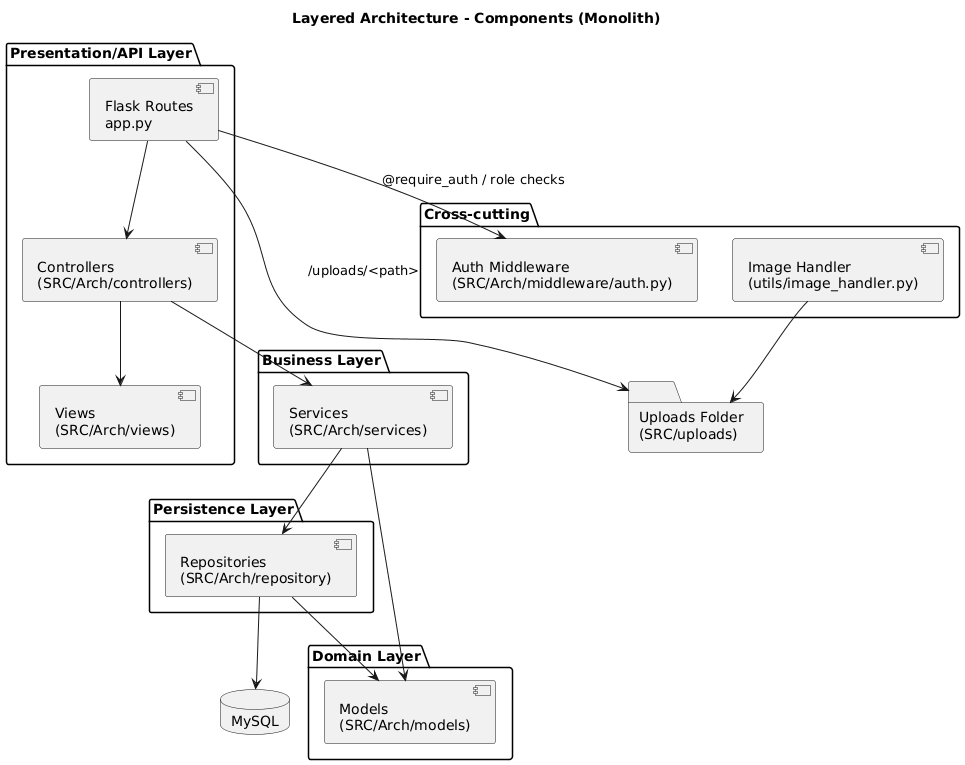 Layered Architecture - Components (Monolith)
Presentation/API Layer
Flask Routes
app.py
@require_auth / role checks
Cross-cutting
Controllers
(SRC/Arch/controllers)
/uploads/<path>
Auth Middleware
(SRC/Arch/middleware/auth.py)
Image Handler
(utils/image_handler.py)
Business Layer
Views
(SRC/Arch/views)
Services
(SRC/Arch/services)
Uploads Folder
(SRC/uploads)
Persistence Layer
Repositories
(SRC/Arch/repository)
Domain Layer
MySQL
Models
(SRC/Arch/models)